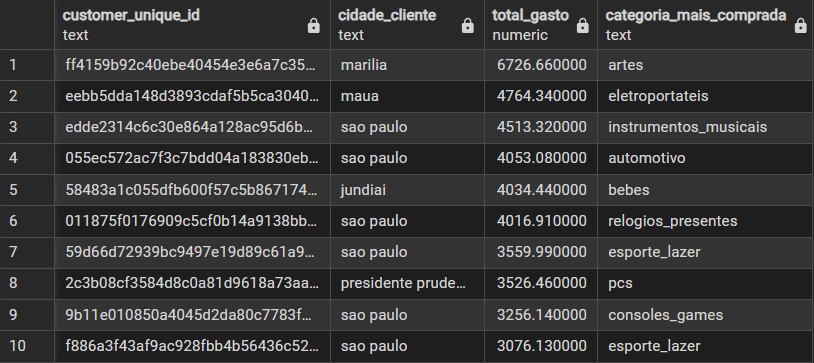 customer_unique_id cidade_cliente total_gasto categoria_mais_comprada
text text numeric text
1 ff4159b92c40ebe40454e3e6a7c35... marilia 6726.660000 artes
2 eebb5dda148d3893cdaf5b5ca3040... maua 4764.340000 eletroportateis
3 edde2314c6c30e864a128ac95d6b... sao paulo 4513.320000 instrumentos_musicais
4 055ec572ac7f3c7bdd04a183830eb... sao paulo 4053.080000 automotivo
5 58483a1c055dfb600f57c5b867174... jundiai 4034.440000 bebes
6 011875f0176909c5cf0b14a9138bb... sao paulo 4016.910000 relogios_presentes
7 59d66d72939bc9497e19d89c61a9... sao paulo 3559.990000 esporte_lazer
8 2c3b08cf3584d8c0a81d9618a73aa... presidente prude... 3526.460000 pcs
9 9b11e010850a4045d2da80c7783f... sao paulo 3256.140000 consoles_games
10 f886a3f43af9ac928fbb4b56436c52... sao paulo 3076.130000 esporte_lazer